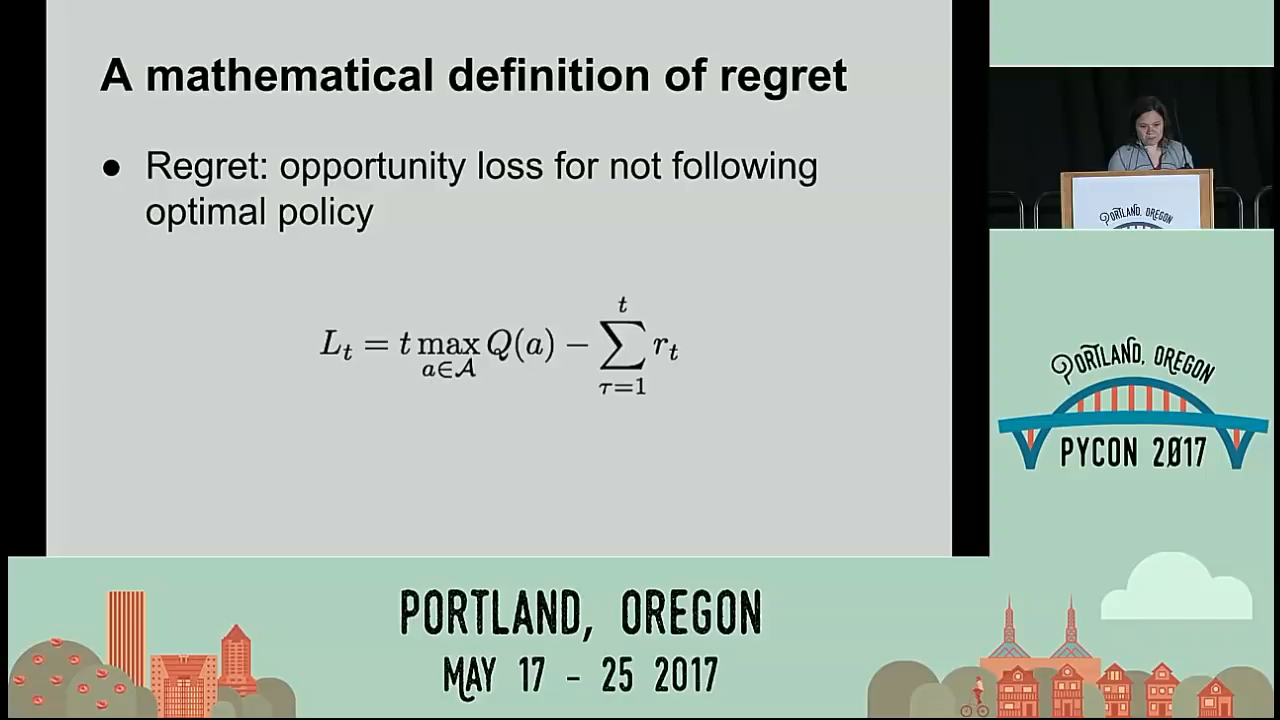 A mathematical definition of regret
● Regret: opportunity loss for not following
optimal policy
L_t = t max_{a∈𝒜} Q(a) − ∑_{τ=1}^{t} r_t
PORTLAND, OREGON
PORTLAND, OREGON
PYCON 2017
PORTLAND, OREGON
MAY 17 - 25 2017